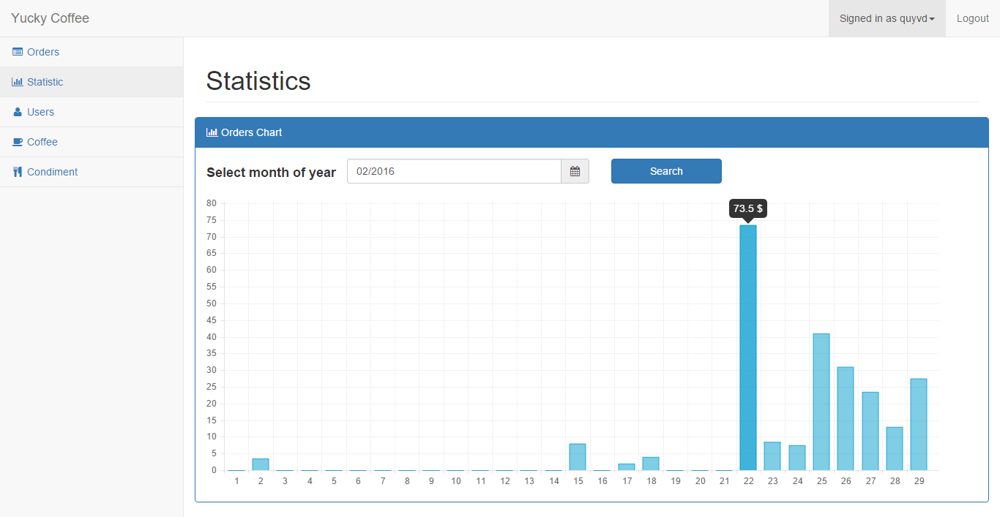 Yucky Coffee
Signed in as quyvd
Logout
Orders
Statistic
Users
Coffee
Condiment
Statistics
Orders Chart
Select month of year
02/2016
Search
73.5 $
80
75
70
65
60
55
50
45
40
35
30
25
20
15
10
5
0
1 2 3 4 5 6 7 8 9 10 11 12 13 14 15 16 17 18 19 20 21 22 23 24 25 26 27 28 29